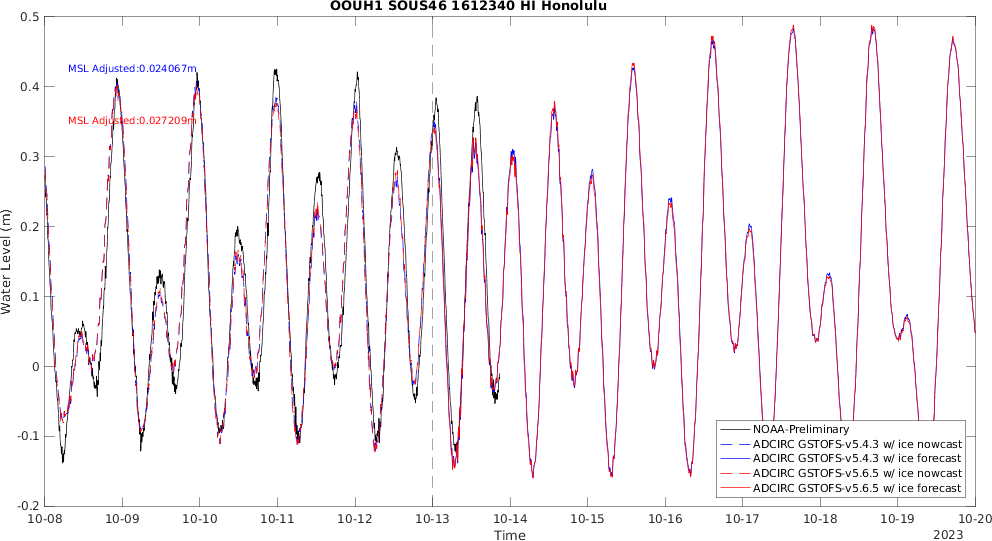 OOUH1 SOUS46 1612340 HI Honolulu
0.5
0.4
0.3
0.2
0.1
0
-0.1
-0.2
Water Level (m)
MSL Adjusted:0.024067m
MSL Adjusted:0.027209m
NOAA-Preliminary
ADCIRC GSTOFS-v5.4.3 w/ ice nowcast
ADCIRC GSTOFS-v5.4.3 w/ ice forecast
ADCIRC GSTOFS-v5.6.5 w/ ice nowcast
ADCIRC GSTOFS-v5.6.5 w/ ice forecast
10-08 10-09 10-10 10-11 10-12 10-13 10-14 10-15 10-16 10-17 10-18 10-19 10-20
Time
2023